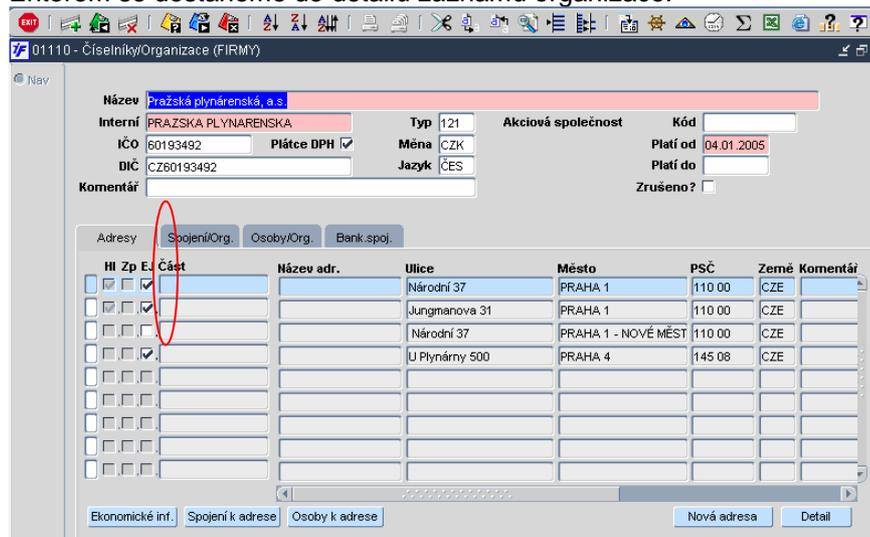 Enterem se dostaneme do detailu záznamu organizace.
EXIT
01110 - Číselníky/Organizace (FIRMY)
Nav
Název Pražská plynárenská, a.s.
Interní PRAZSKA PLYNARENSKA Typ 121 Akciová společnost Kód
IČO 60193492 Plátce DPH Měna CZK Platí od 04.01.2005
DIČ CZ60193492 Jazyk ČES Platí do
Komentář Zrušeno?
Adresy Spojení/Org. Osoby/Org. Bank.spoj.
Hl Zp EJ Část Název adr. Ulice Město PSČ Země Komentář
Národní 37 PRAHA 1 110 00 CZE
Jungmanova 31 PRAHA 1 110 00 CZE
Národní 37 PRAHA 1 - NOVÉ MĚST 110 00 CZE
U Plynárny 500 PRAHA 4 145 08 CZE
Ekonomické inf. Spojení k adrese Osoby k adrese Nová adresa Detail